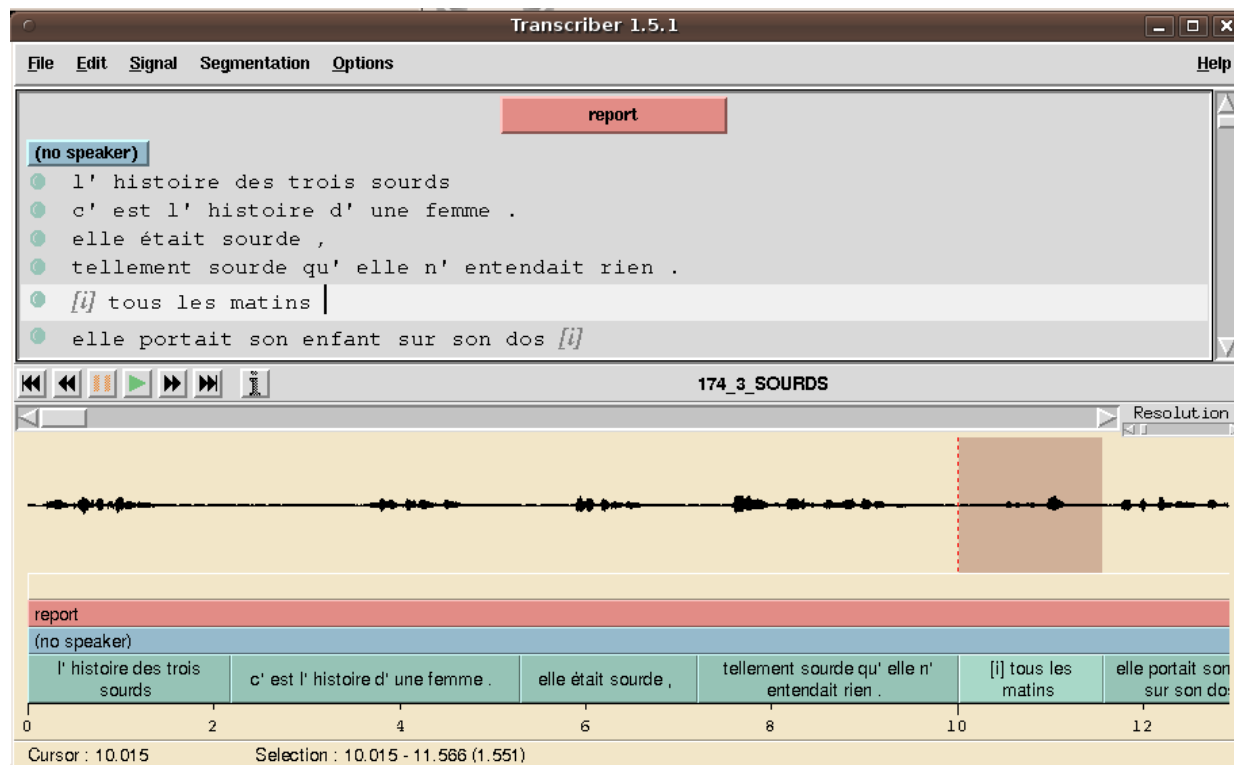 Transcriber 1.5.1
File Edit Signal Segmentation Options Help
report
(no speaker)
l' histoire des trois sourds
c' est l' histoire d' une femme .
elle était sourde ,
tellement sourde qu' elle n' entendait rien .
[i] tous les matins
elle portait son enfant sur son dos [i]
174_3_SOURDS
Resolution
report
(no speaker)
l' histoire des trois
sourds
c' est l' histoire d' une femme .
elle était sourde ,
tellement sourde qu' elle n'
entendait rien .
[i] tous les
matins
elle portait son
sur son do
0 2 4 6 8 10 12
Cursor : 10.015 Selection : 10.015 - 11.566 (1.551)